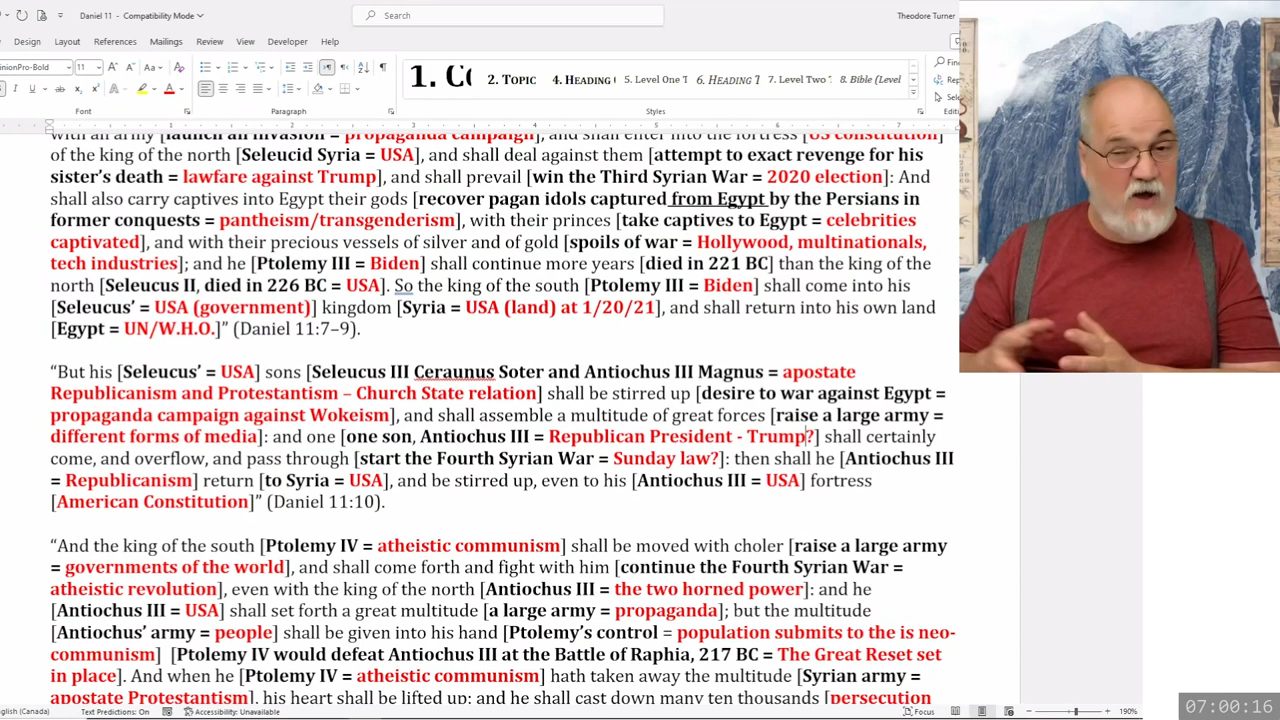 Daniel 11 - Compatibility Mode
Search
Theodore Turner
Design Layout References Mailings Review View Developer Help
inionPro-Bold 11 Aa
1. Co 2. TOPIC 4. HEADING 5. Level One T 6. HEADING T 7. Level Two 8. Bible (Level
Font Paragraph Styles
with an army [launch an invasion = propaganda campaign], and shall enter into the fortress [US constitution]
of the king of the north [Seleucid Syria = USA], and shall deal against them [attempt to exact revenge for his
sister’s death = lawfare against Trump], and shall prevail [win the Third Syrian War = 2020 election]: And
shall also carry captives into Egypt their gods [recover pagan idols captured from Egypt by the Persians in
former conquests = pantheism/transgenderism], with their princes [take captives to Egypt = celebrities
captivated], and with their precious vessels of silver and of gold [spoils of war = Hollywood, multinationals,
tech industries]; and he [Ptolemy III = Biden] shall continue more years [died in 221 BC] than the king of the
north [Seleucus II, died in 226 BC = USA]. So the king of the south [Ptolemy III = Biden] shall come into his
[Seleucus’ = USA (government)] kingdom [Syria = USA (land) at 1/20/21], and shall return into his own land
[Egypt = UN/W.H.O.]” (Daniel 11:7–9).
“But his [Seleucus’ = USA] sons [Seleucus III Ceraunus Soter and Antiochus III Magnus = apostate
Republicanism and Protestantism – Church State relation] shall be stirred up [desire to war against Egypt =
propaganda campaign against Wokeism], and shall assemble a multitude of great forces [raise a large army =
different forms of media]: and one [one son, Antiochus III = Republican President - Trump?] shall certainly
come, and overflow, and pass through [start the Fourth Syrian War = Sunday law?]: then shall he [Antiochus III
= Republicanism] return [to Syria = USA], and be stirred up, even to his [Antiochus III = USA] fortress
[American Constitution]” (Daniel 11:10).
“And the king of the south [Ptolemy IV = atheistic communism] shall be moved with choler [raise a large army
= governments of the world], and shall come forth and fight with him [continue the Fourth Syrian War =
atheistic revolution], even with the king of the north [Antiochus III = the two horned power]: and he
[Antiochus III = USA] shall set forth a great multitude [a large army = propaganda]; but the multitude
[Antiochus’ army = people] shall be given into his hand [Ptolemy’s control = population submits to the is neo-
communism] [Ptolemy IV would defeat Antiochus III at the Battle of Raphia, 217 BC = The Great Reset set
in place]. And when he [Ptolemy IV = atheistic communism] hath taken away the multitude [Syrian army =
apostate Protestantism], his heart shall be lifted up: and he shall cast down many ten thousands [persecution
nglish (Canada) Text Predictions: On Accessibility: Unavailable Focus 190%
07:00:16